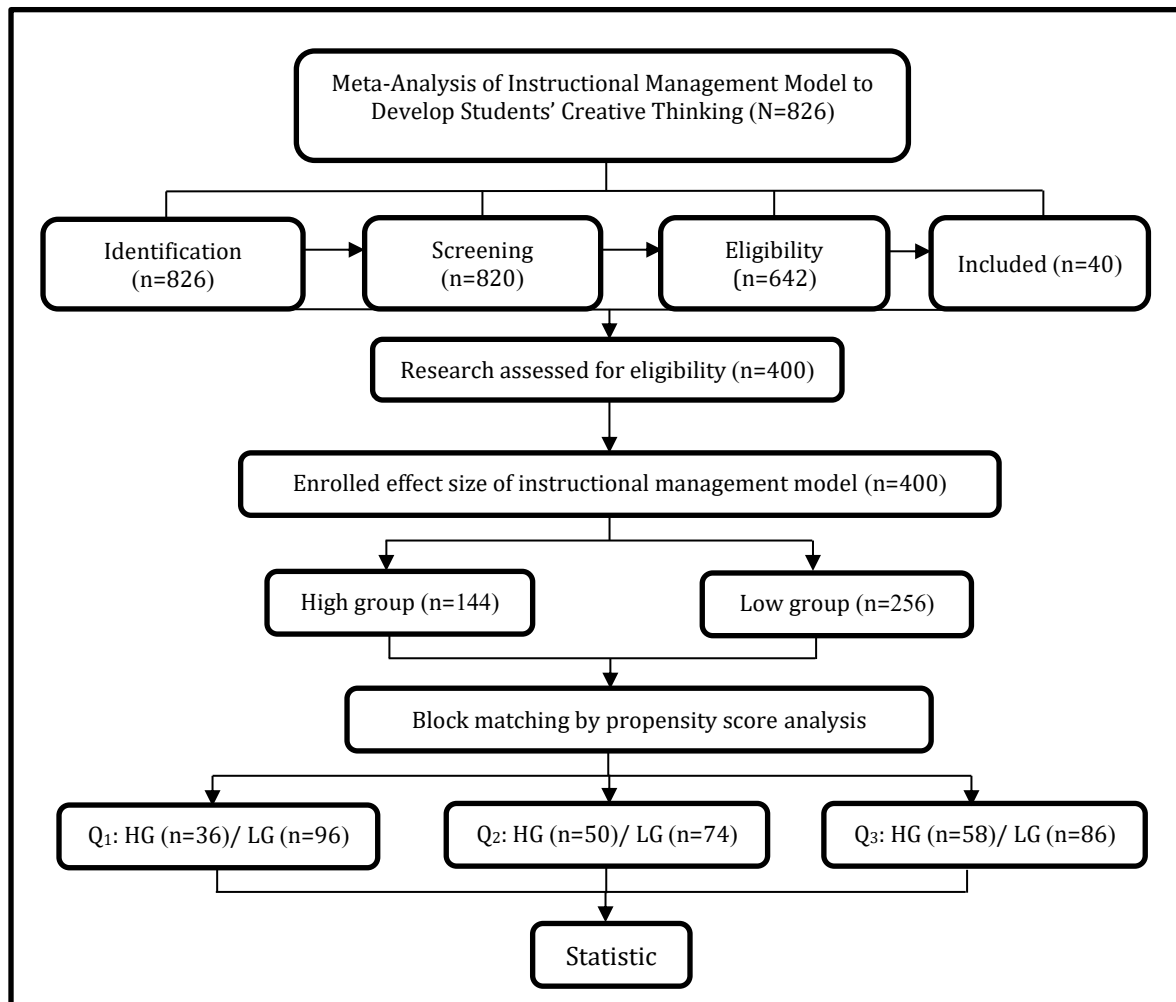 Meta-Analysis of Instructional Management Model to
Develop Students’ Creative Thinking (N=826)
Identification
(n=826)
Screening
(n=820)
Eligibility
(n=642)
Included (n=40)
Research assessed for eligibility (n=400)
Enrolled effect size of instructional management model (n=400)
High group (n=144)
Low group (n=256)
Block matching by propensity score analysis
Q₁: HG (n=36)/ LG (n=96)
Q₂: HG (n=50)/ LG (n=74)
Q₃: HG (n=58)/ LG (n=86)
Statistic